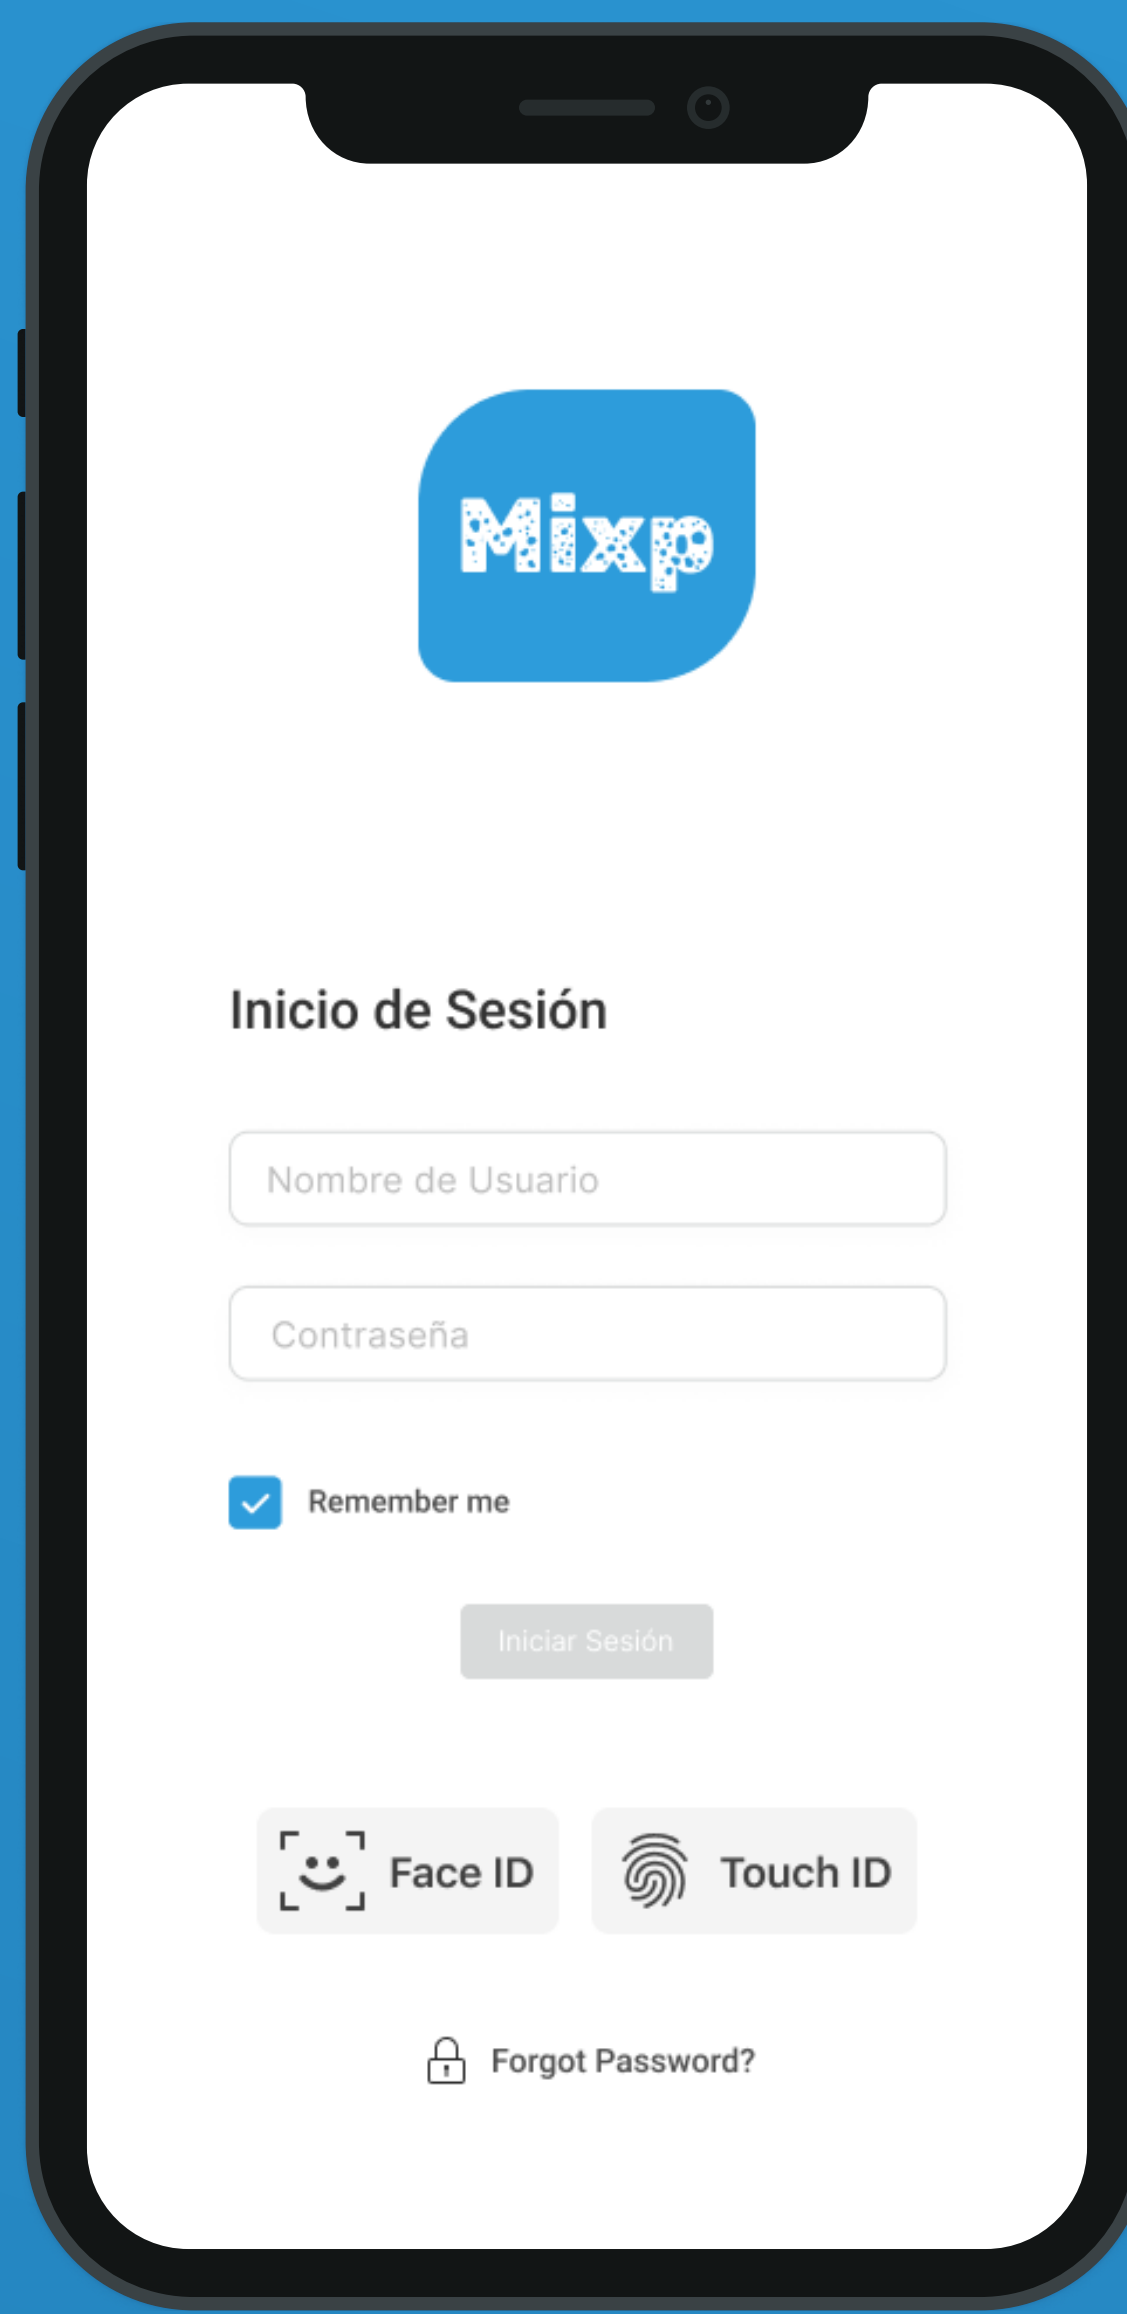 Mixp
Inicio de Sesión
Nombre de Usuario
Contraseña
Remember me
Iniciar Sesión
Face ID
Touch ID
Forgot Password?